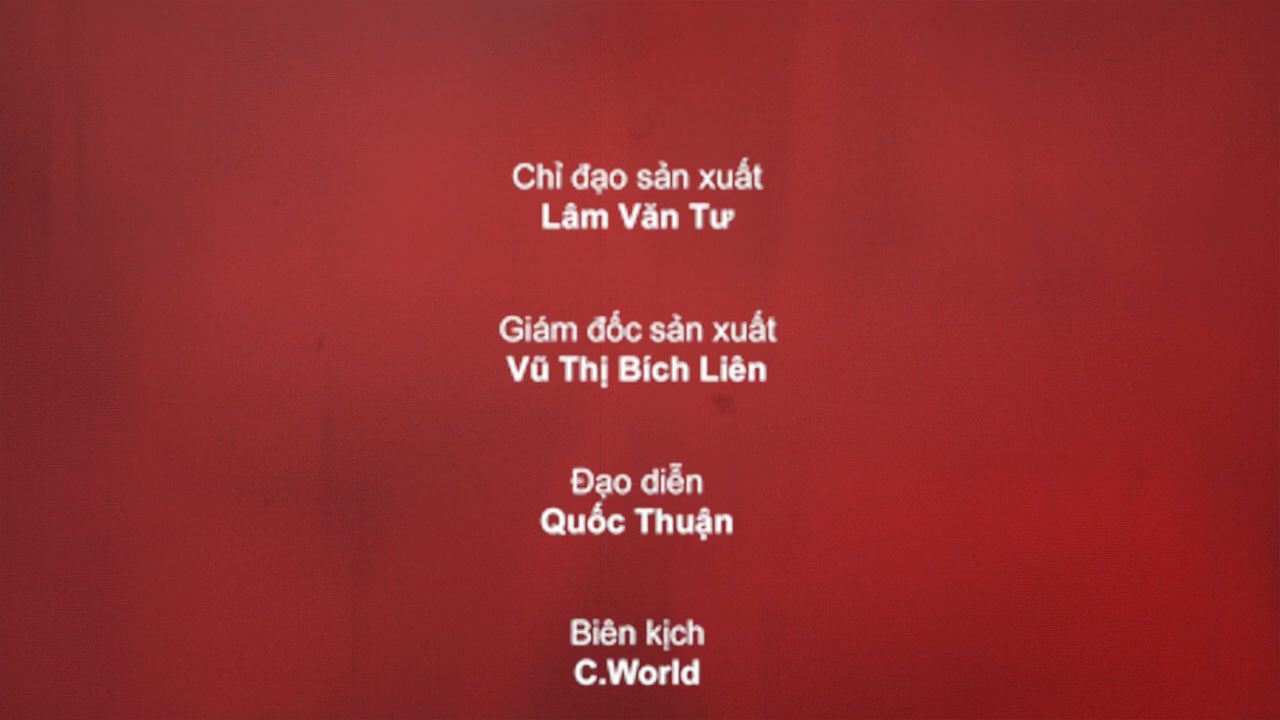 Chỉ đạo sản xuất
Lâm Văn Tư
Giám đốc sản xuất
Vũ Thị Bích Liên
Đạo diễn
Quốc Thuận
Biên kịch
C.World